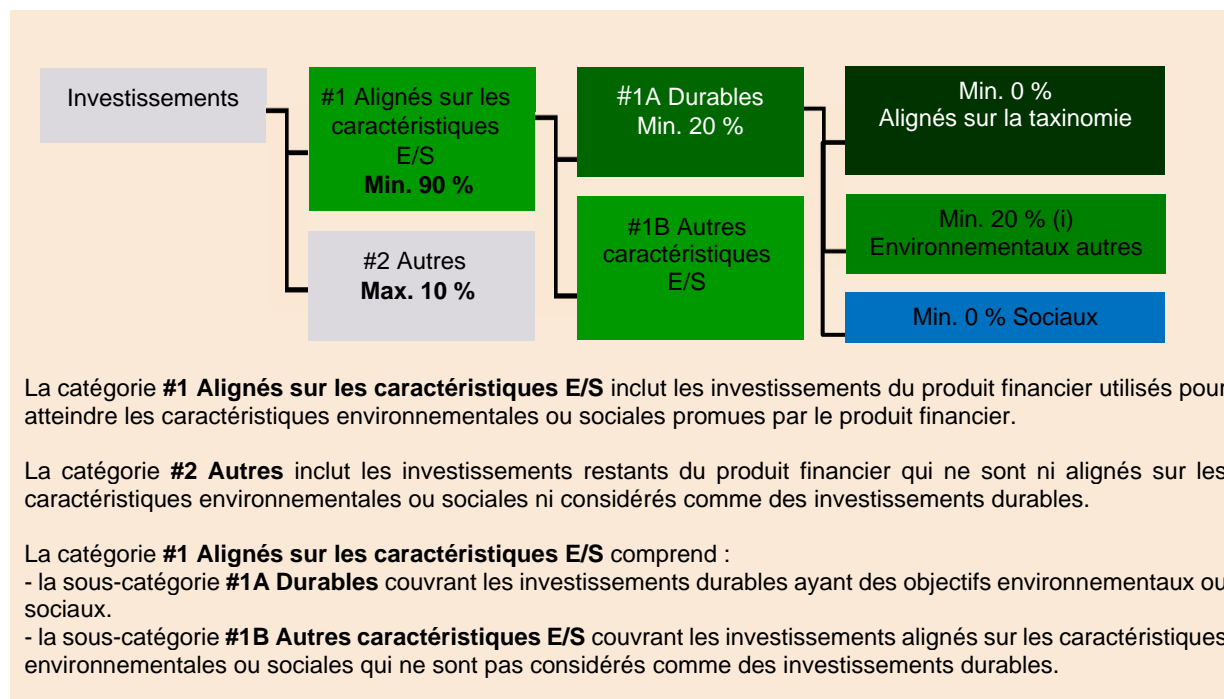 Investissements
#1 Alignés sur les
caractéristiques
E/S
Min. 90 %
#2 Autres
Max. 10 %
#1A Durables
Min. 20 %
#1B Autres
caractéristiques
E/S
Min. 0 %
Alignés sur la taxinomie
Min. 20 % (i)
Environnementaux autres
Min. 0 % Sociaux
La catégorie #1 Alignés sur les caractéristiques E/S inclut les investissements du produit financier utilisés pour
atteindre les caractéristiques environnementales ou sociales promues par le produit financier.
La catégorie #2 Autres inclut les investissements restants du produit financier qui ne sont ni alignés sur les
caractéristiques environnementales ou sociales ni considérés comme des investissements durables.
La catégorie #1 Alignés sur les caractéristiques E/S comprend :
- la sous-catégorie #1A Durables couvrant les investissements durables ayant des objectifs environnementaux ou
sociaux.
- la sous-catégorie #1B Autres caractéristiques E/S couvrant les investissements alignés sur les caractéristiques
environnementales ou sociales qui ne sont pas considérés comme des investissements durables.